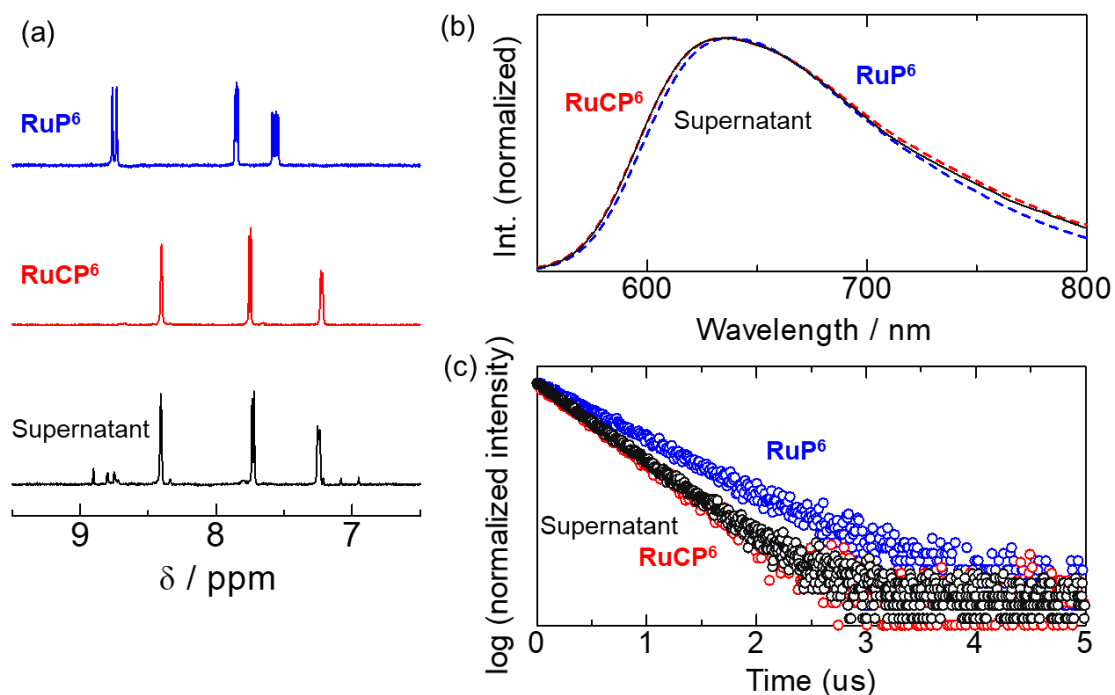 (a)
RuP⁶
RuCP⁶
Supernatant
9 8 7
δ / ppm
(b)
Int. (normalized)
RuCP⁶
RuP⁶
Supernatant
600 700 800
Wavelength / nm
(c)
log (normalized intensity)
RuP⁶
Supernatant
RuCP⁶
0 1 2 3 4 5
Time (us)